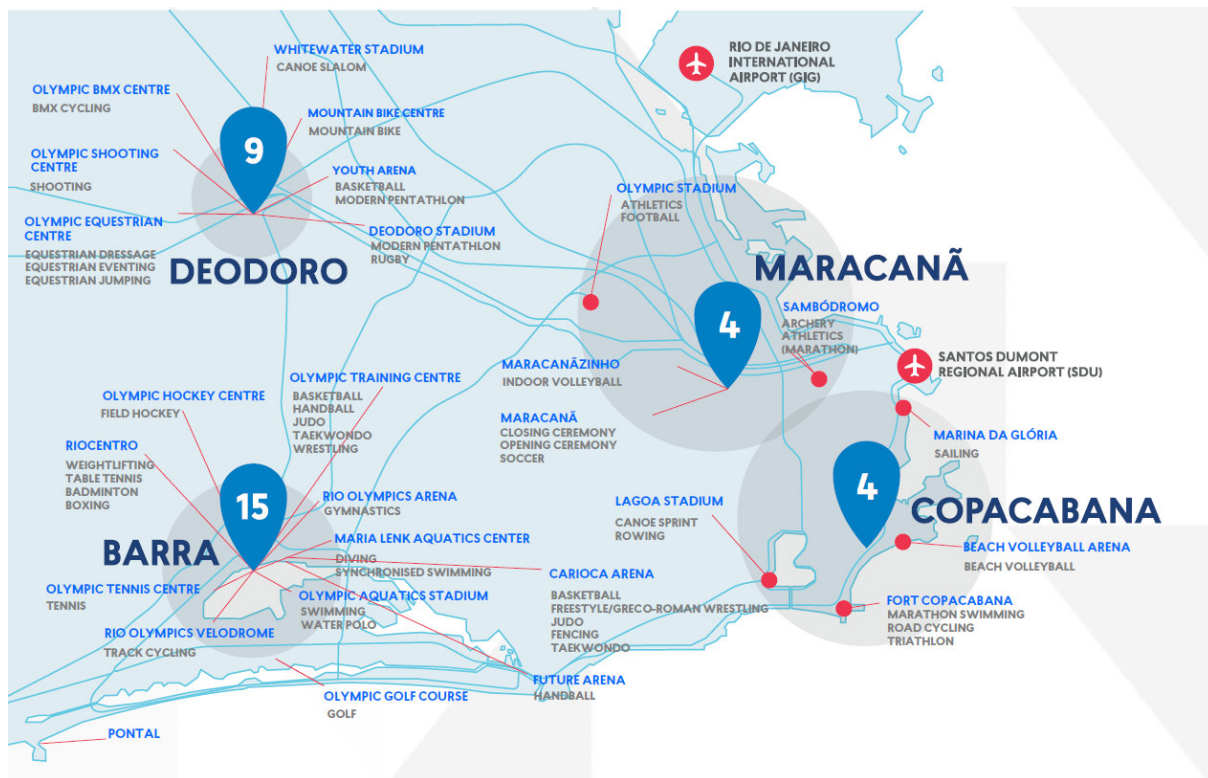 WHITEWATER STADIUM
CANOE SLALOM
OLYMPIC BMX CENTRE
BMX CYCLING
MOUNTAIN BIKE CENTRE
MOUNTAIN BIKE
9
OLYMPIC SHOOTING
CENTRE
SHOOTING
YOUTH ARENA
BASKETBALL
MODERN PENTATHLON
OLYMPIC EQUESTRIAN
CENTRE
EQUESTRIAN DRESSAGE
EQUESTRIAN EVENTING
EQUESTRIAN JUMPING
DEODORO STADIUM
MODERN PENTATHLON
RUGBY
DEODORO
RIO DE JANEIRO
INTERNATIONAL
AIRPORT (GIG)
OLYMPIC STADIUM
ATHLETICS
FOOTBALL
MARACANÃ
4
SAMBÓDROMO
ARCHERY
ATHLETICS
(MARATHON)
MARACANÃZINHO
INDOOR VOLLEYBALL
MARACANÃ
CLOSING CEREMONY
OPENING CEREMONY
SOCCER
SANTOS DUMONT
REGIONAL AIRPORT (SDU)
MARINA DA GLÓRIA
SAILING
4
COPACABANA
LAGOA STADIUM
CANOE SPRINT
ROWING
BEACH VOLLEYBALL ARENA
BEACH VOLLEYBALL
FORT COPACABANA
MARATHON SWIMMING
ROAD CYCLING
TRIATHLON
OLYMPIC TRAINING CENTRE
BASKETBALL
HANDBALL
JUDO
TAEKWONDO
WRESTLING
OLYMPIC HOCKEY CENTRE
FIELD HOCKEY
RIOCENTRO
WEIGHTLIFTING
TABLE TENNIS
BADMINTON
BOXING
15
RIO OLYMPICS ARENA
GYMNASTICS
BARRA
MARIA LENK AQUATICS CENTER
DIVING
SYNCHRONISED SWIMMING
OLYMPIC TENNIS CENTRE
TENNIS
OLYMPIC AQUATICS STADIUM
SWIMMING
WATER POLO
CARIOCA ARENA
BASKETBALL
FREESTYLE/GRECO-ROMAN WRESTLING
JUDO
FENCING
TAEKWONDO
RIO OLYMPICS VELODROME
TRACK CYCLING
FUTURE ARENA
HANDBALL
OLYMPIC GOLF COURSE
GOLF
PONTAL